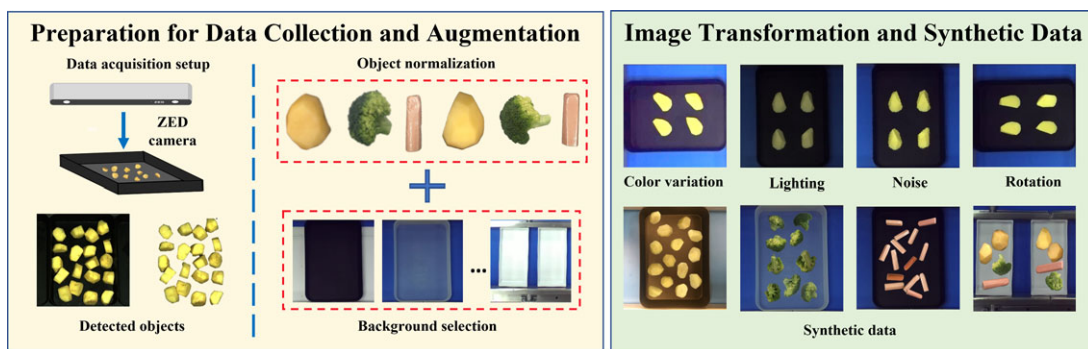 Preparation for Data Collection and Augmentation
Data acquisition setup
ZED
camera
Detected objects
Object normalization
...
Background selection
Image Transformation and Synthetic Data
Color variation
Lighting
Noise
Rotation
Synthetic data